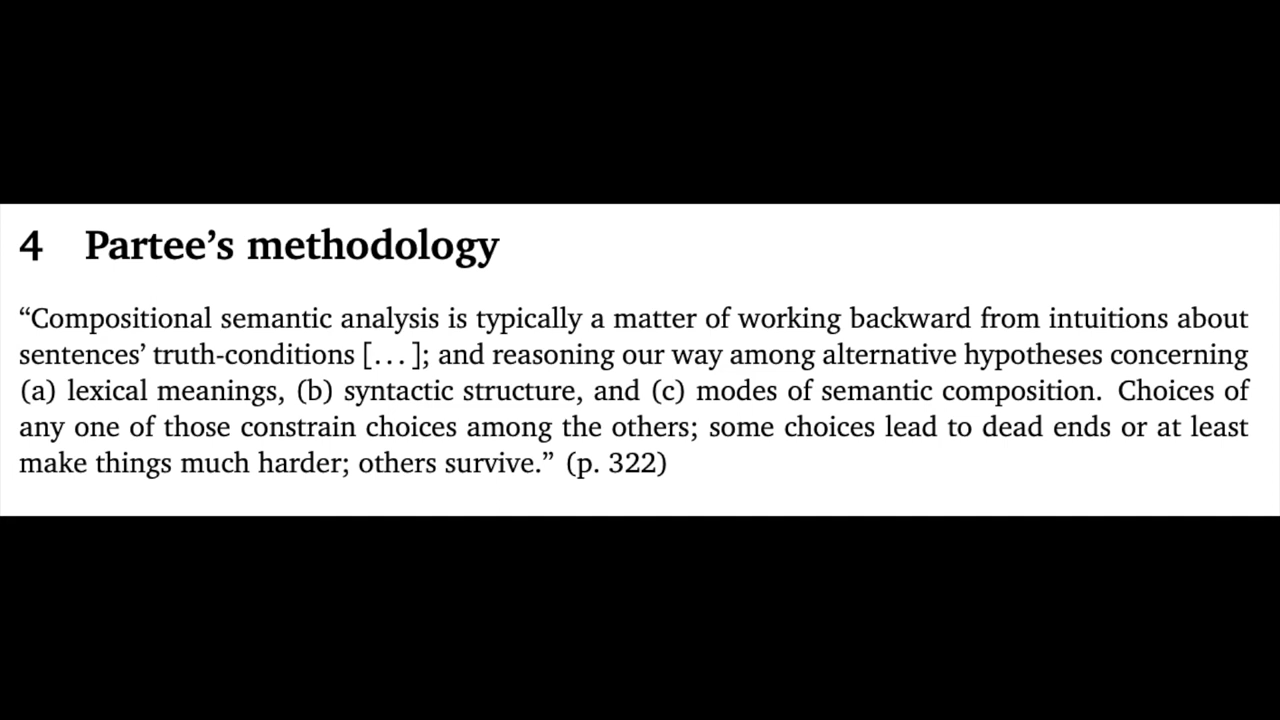 4 Partee’s methodology
“Compositional semantic analysis is typically a matter of working backward from intuitions about
sentences’ truth-conditions [. . . ]; and reasoning our way among alternative hypotheses concerning
(a) lexical meanings, (b) syntactic structure, and (c) modes of semantic composition. Choices of
any one of those constrain choices among the others; some choices lead to dead ends or at least
make things much harder; others survive.” (p. 322)